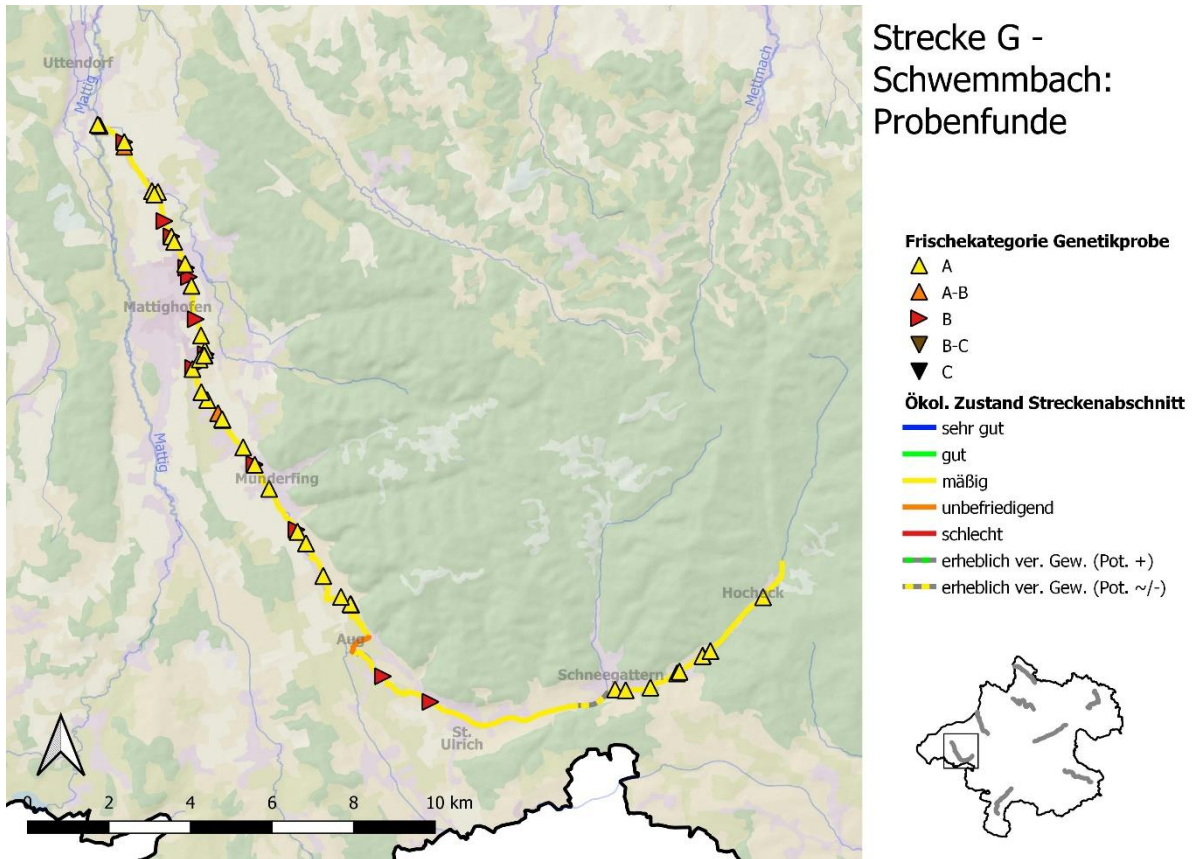 Strecke G -
Schwemmbach:
Probenfunde
Frischekategorie Genetikprobe
A
A-B
B
B-C
C
Ökol. Zustand Streckenabschnitt
sehr gut
gut
mäßig
unbefriedigend
schlecht
erheblich ver. Gew. (Pot. +)
erheblich ver. Gew. (Pot. ~/-)
Uttendorf
Mattig
Mettmach
Mattighofen
Mattig
Munderfing
Hocheck
Aug
Schneegattern
St.
Ulrich
0 2 4 6 8 10 km